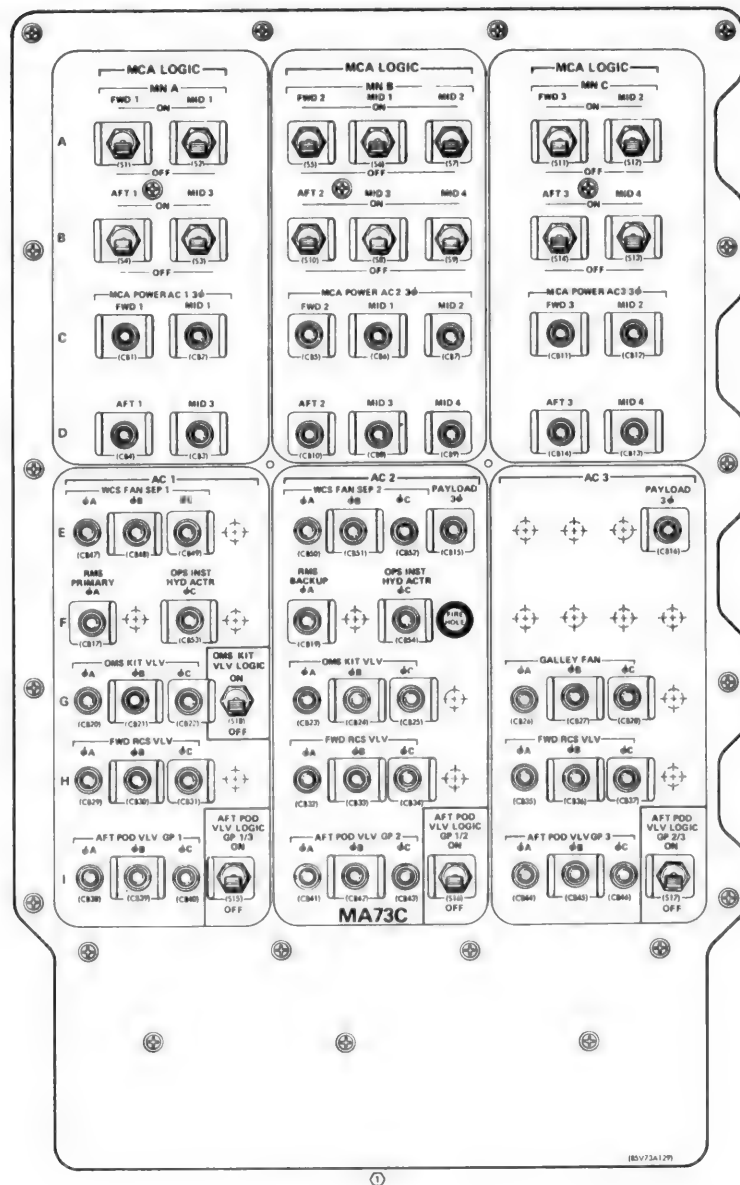 MCA LOGIC MCA LOGIC MCA LOGIC
MN A MN B MN C
FWD 1 MID 1 FWD 2 MID 1 MID 2 FWD 3 MID 2
ON ON ON
A
(S1) (S2) (S5) (S6) (S7) (S11) (S12)
OFF OFF OFF
AFT 1 MID 3 AFT 2 MID 3 MID 4 AFT 3 MID 4
ON ON ON
B
(S4) (S3) (S10) (S8) (S9) (S14) (S13)
OFF OFF OFF
MCA POWER AC 1 3ϕ MCA POWER AC 2 3ϕ MCA POWER AC3 3ϕ
FWD 1 MID 1 FWD 2 MID 1 MID 2 FWD 3 MID 2
C
(CB1) (CB2) (CB5) (CB6) (CB7) (CB11) (CB12)
AFT 1 MID 3 AFT 2 MID 3 MID 4 AFT 3 MID 4
D
(CB4) (CB3) (CB10) (CB8) (CB9) (CB14) (CB13)
AC 1 AC 2 AC 3
WCS FAN SEP 1 WCS FAN SEP 2 PAYLOAD PAYLOAD
ϕA ϕB ϕA ϕB ϕC 3ϕ 3ϕ
E
(CB47) (CB48) (CB49) (CB50) (CB51) (CB52) (CB15) (CB16)
RMS PRIMARY ϕA OPS INST HYD ACTR ϕC RMS BACKUP ϕA OPS INST HYD ACTR ϕC
F FIRE HOLE
(CB17) (CB53) (CB19) (CB54)
OMS KIT VLV OMS KIT VLV LOGIC OMS KIT VLV GALLEY FAN
ϕA ϕB ϕC ON ϕA ϕB ϕC ϕA ϕB ϕC
G
(CB20) (CB21) (CB22) (S18) (CB23) (CB24) (CB25) (CB26) (CB27) (CB28)
OFF
FWD RCS VLV FWD RCS VLV FWD RCS VLV
ϕA ϕB ϕC ϕA ϕB ϕC ϕA ϕB ϕC
H
(CB29) (CB30) (CB31) (CB32) (CB33) (CB34) (CB35) (CB36) (CB37)
AFT POD VLV LOGIC GP 1/3 AFT POD VLV LOGIC GP 1/2 AFT POD VLV LOGIC GP 2/3
AFT POD VLV GP 1 ON AFT POD VLV GP 2 ON AFT POD VLV GP 3 ON
ϕA ϕB ϕC ϕA ϕB ϕC ϕA ϕB ϕC
I
(CB38) (CB39) (CB40) (S15) (CB41) (CB42) (CB43) (S16) (CB44) (CB45) (CB46) (S17)
OFF OFF OFF
MA73C
1